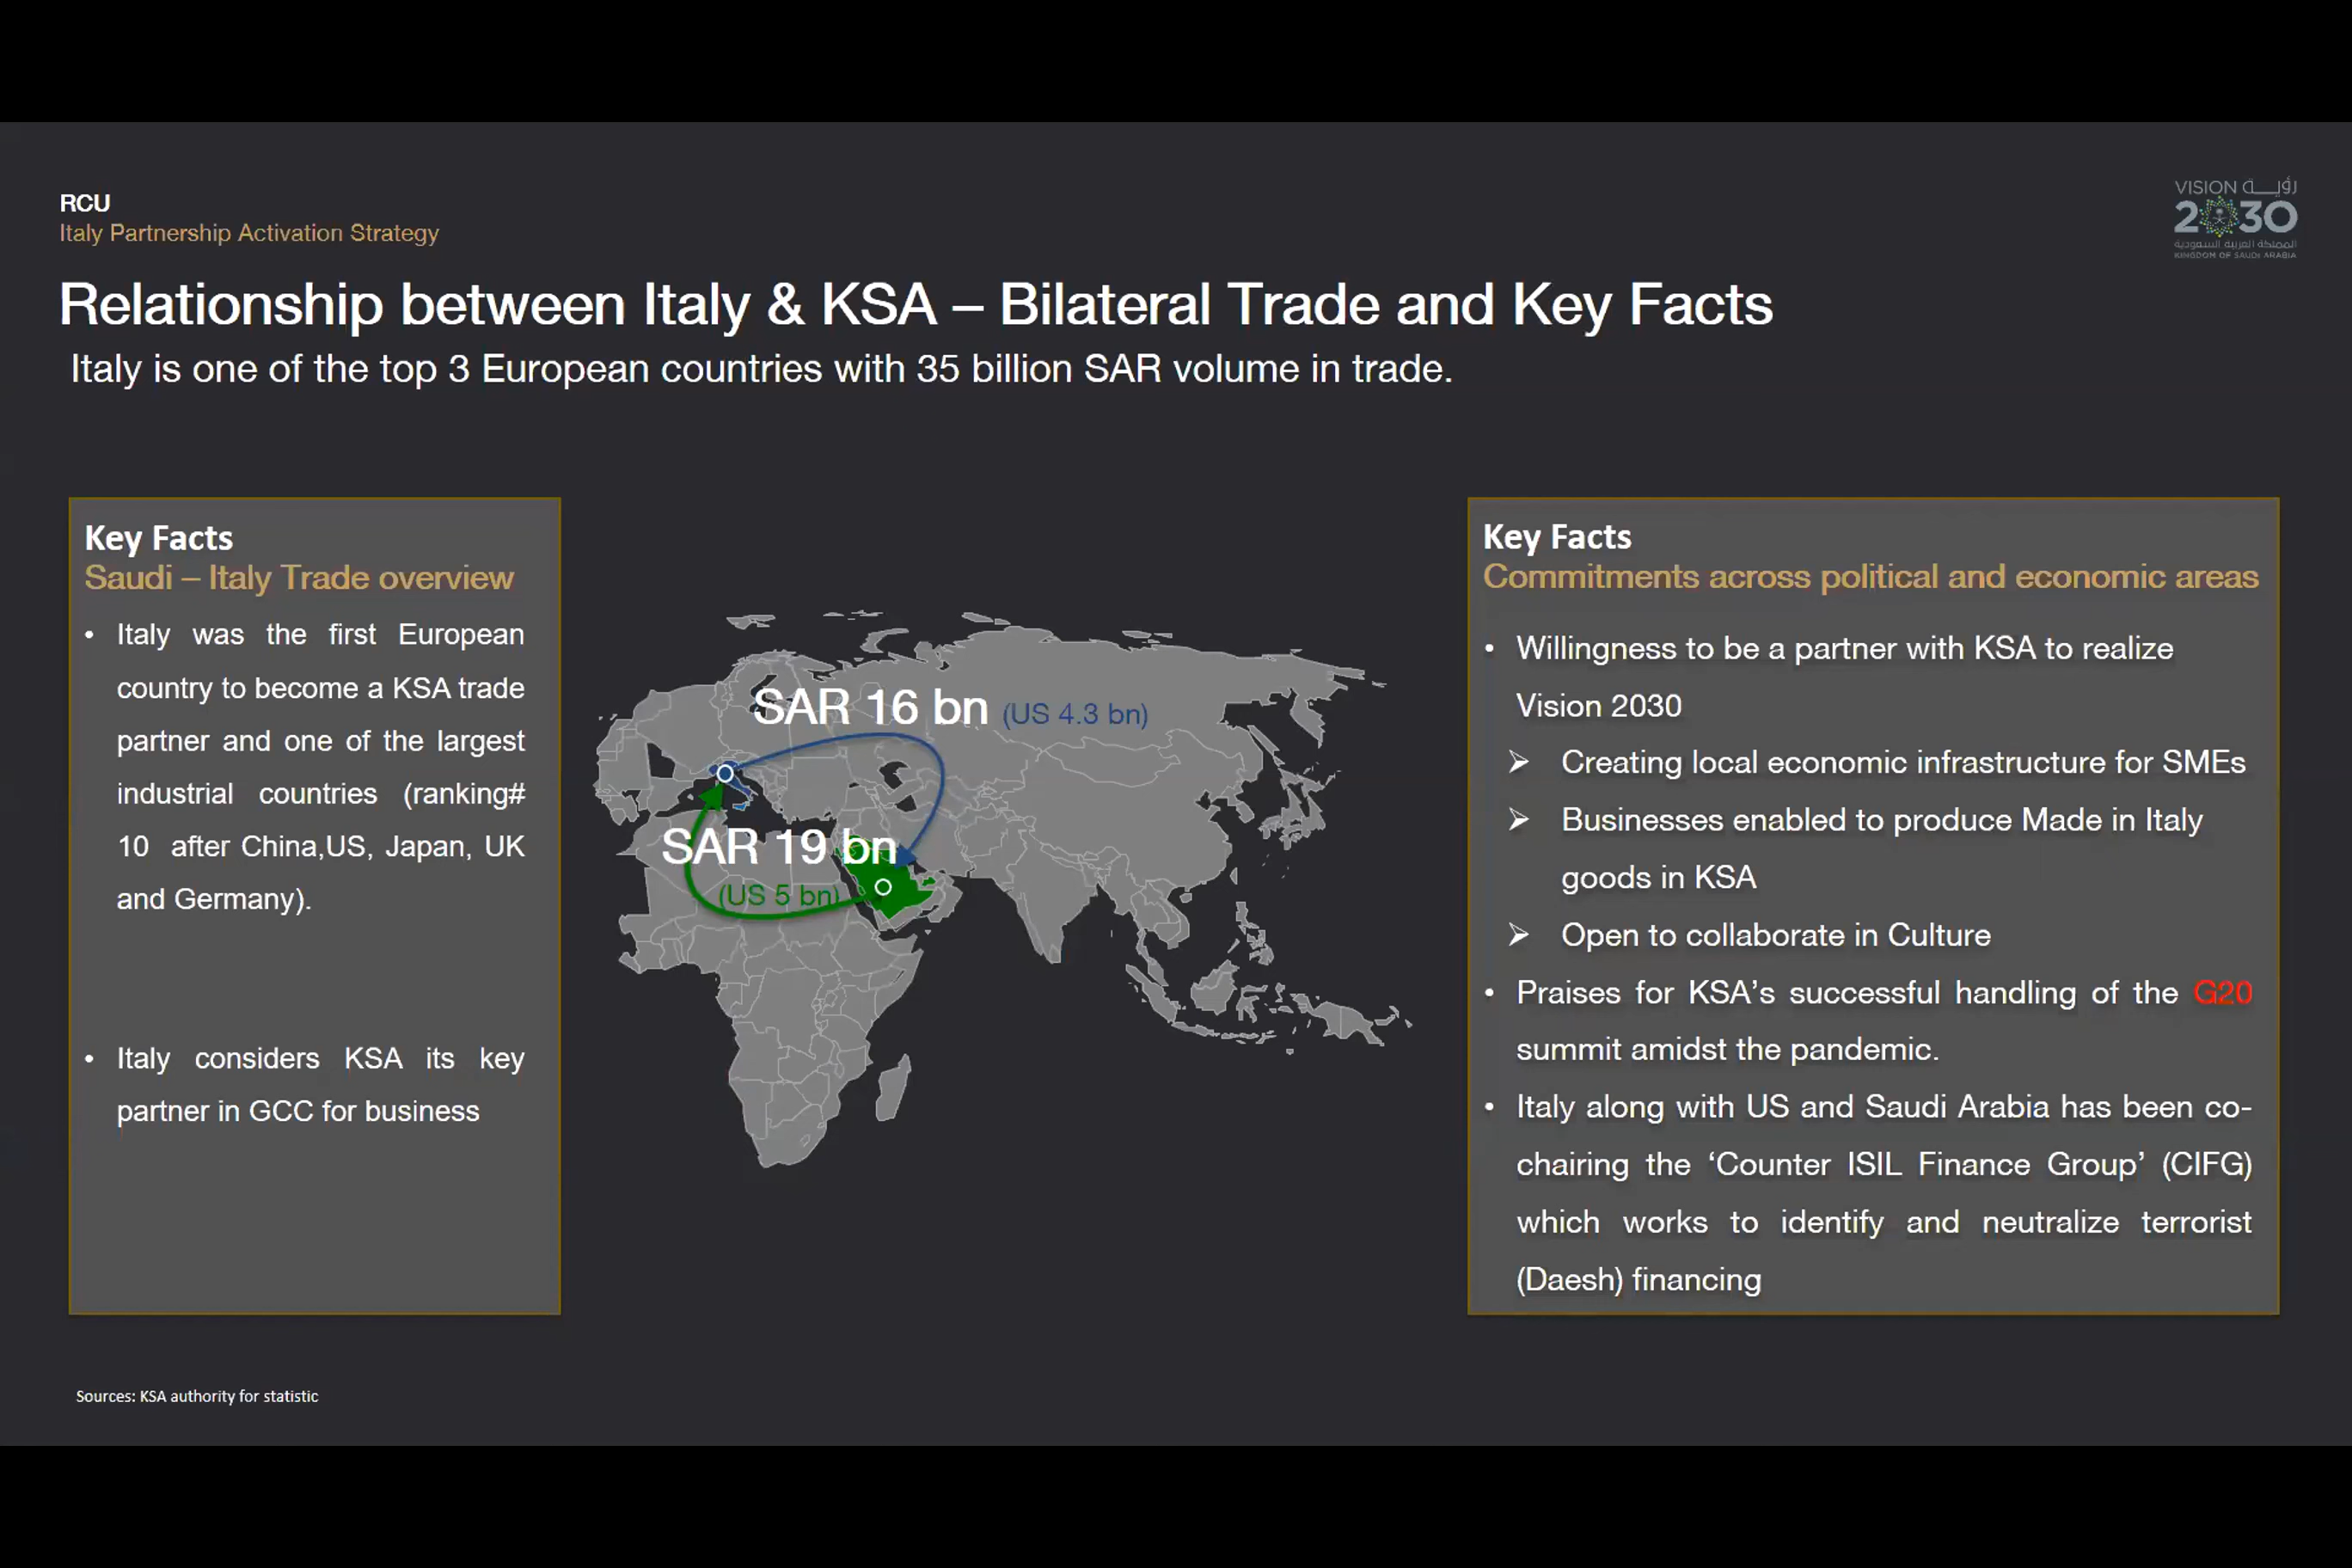 RCU
Italy Partnership Activation Strategy
VISION رؤيــــة
2030
المملكة العربية السعودية
KINGDOM OF SAUDI ARABIA
Relationship between Italy & KSA – Bilateral Trade and Key Facts
Italy is one of the top 3 European countries with 35 billion SAR volume in trade.
Key Facts
Saudi – Italy Trade overview
• Italy was the first European
country to become a KSA trade
partner and one of the largest
industrial countries (ranking#
10 after China,US, Japan, UK
and Germany).
• Italy considers KSA its key
partner in GCC for business
SAR 16 bn (US 4.3 bn)
SAR 19 bn
(US 5 bn)
Key Facts
Commitments across political and economic areas
• Willingness to be a partner with KSA to realize
Vision 2030
➢ Creating local economic infrastructure for SMEs
➢ Businesses enabled to produce Made in Italy
goods in KSA
➢ Open to collaborate in Culture
• Praises for KSA’s successful handling of the G20
summit amidst the pandemic.
• Italy along with US and Saudi Arabia has been co-
chairing the ‘Counter ISIL Finance Group’ (CIFG)
which works to identify and neutralize terrorist
(Daesh) financing
Sources: KSA authority for statistic